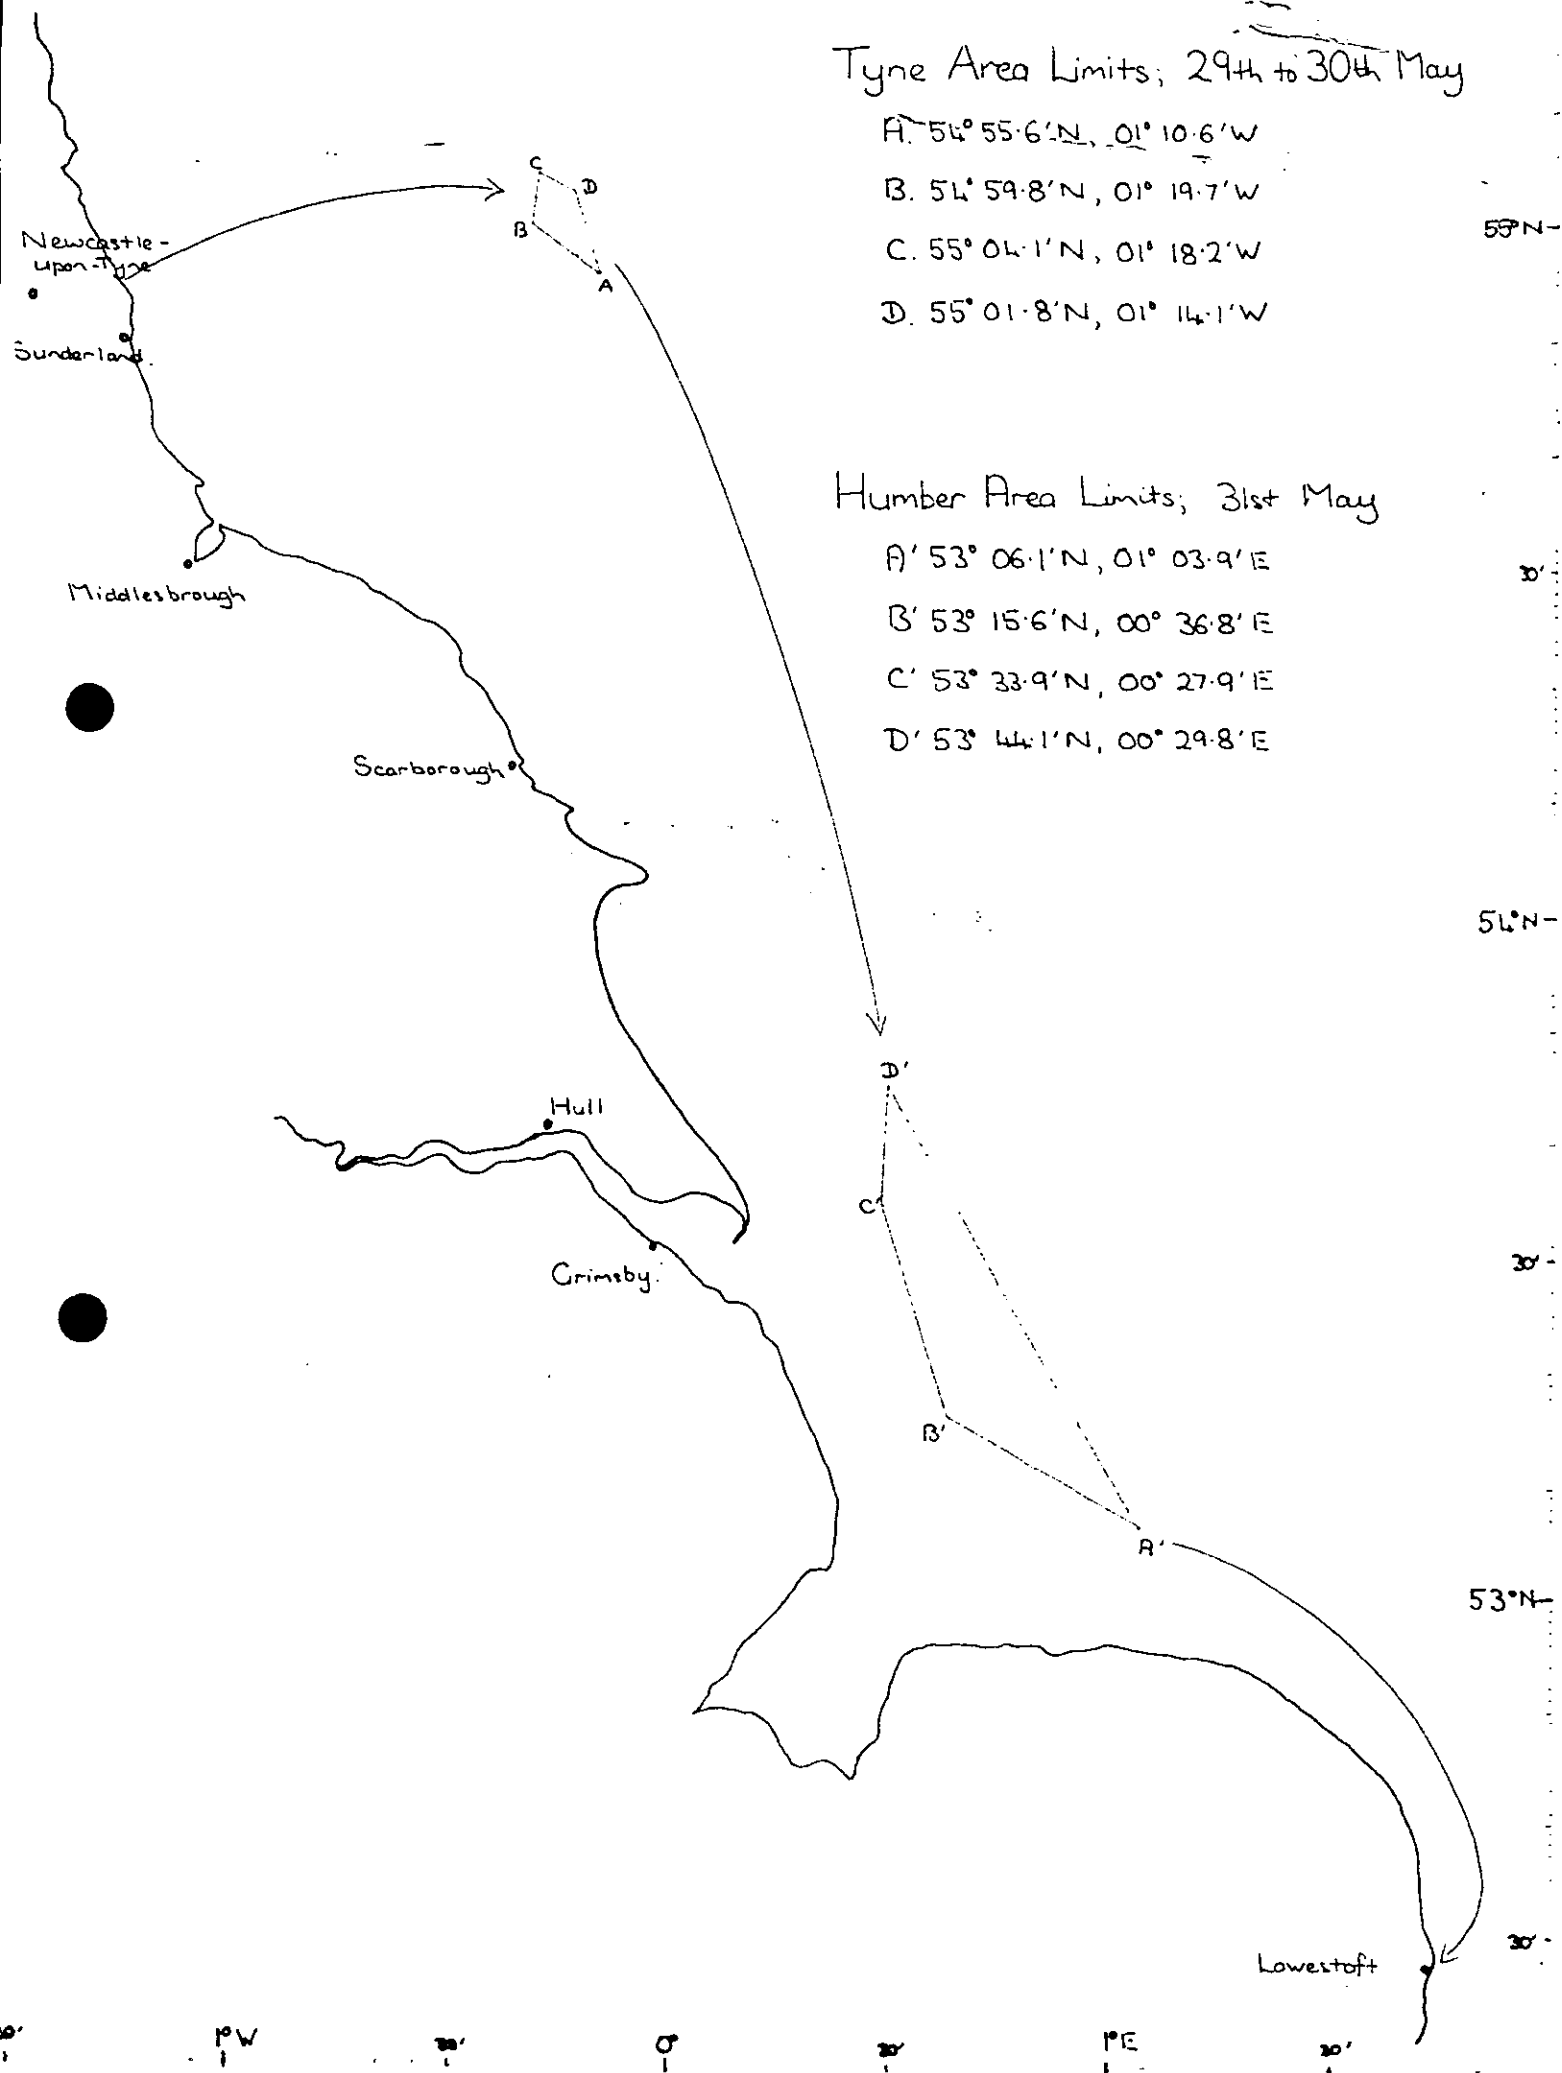 Tyne Area Limits; 29th to 30th May
A. 54° 55·6'N, 01° 10·6'W
B. 54° 59·8'N, 01° 19·7'W
C. 55° 04·1'N, 01° 18·2'W
D. 55° 01·8'N, 01° 14·1'W
C
D
B
A
Newcastle-
upon-Tyne
Sunderland.
Middlesbrough
55°N
Humber Area Limits; 31st May
A' 53° 06·1'N, 01° 03·9'E
B' 53° 15·6'N, 00° 36·8'E
C' 53° 33·9'N, 00° 27·9'E
D' 53° 44·1'N, 00° 29·8'E
30'
Scarborough
54°N
D'
Hull
C'
Grimsby.
30'
B'
A'
53°N
Lowestoft
30'
30'
1°W
30'
0°
30'
1°E
30'